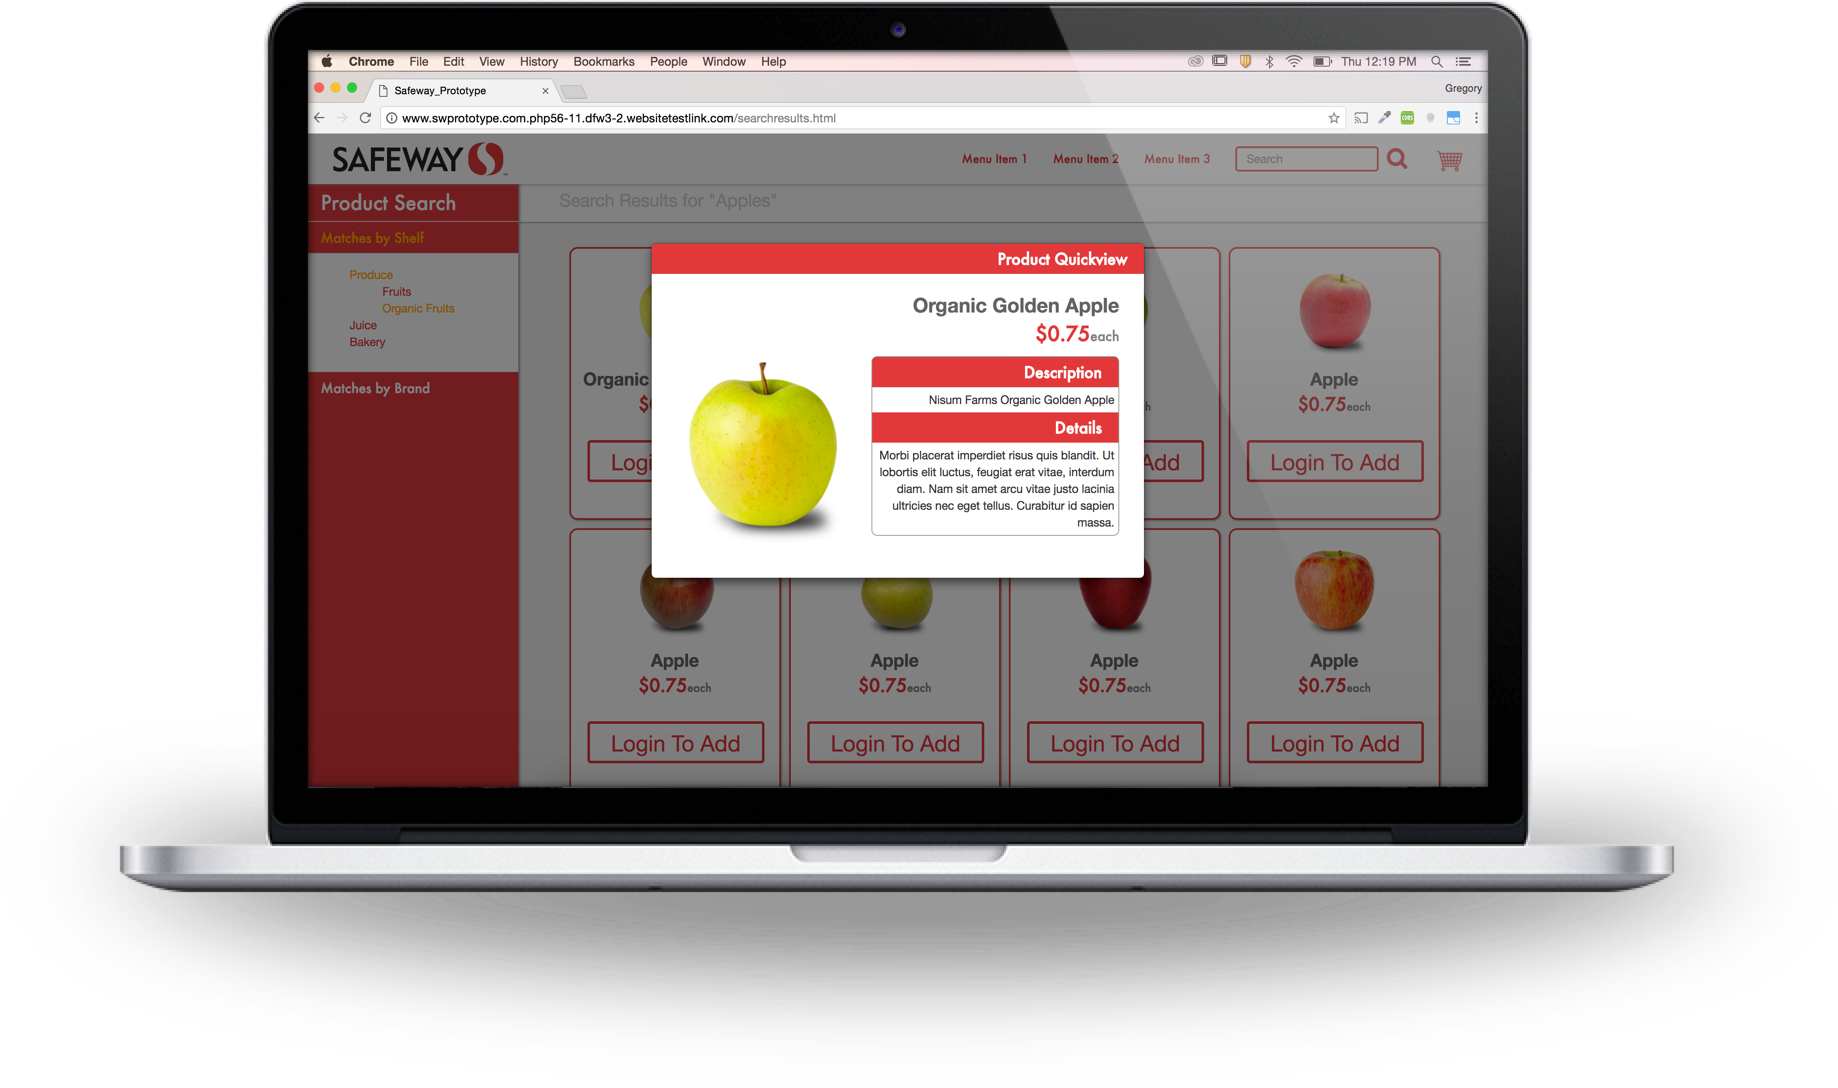 Chrome File Edit View History Bookmarks People Window Help Thu 12:19 PM
Safeway_Prototype Gregory
www.swprototype.com.php56-11.dfw3-2.websitetestlink.com/searchresults.html
SAFEWAY Menu Item 1 Menu Item 2 Menu Item 3 Search
Product Search
Search Results for "Apples"
Matches by Shelf
Produce
Fruits
Organic Fruits
Juice
Bakery
Matches by Brand
Product Quickview
Organic Golden Apple
$0.75each
Description
Nisum Farms Organic Golden Apple
Details
Morbi placerat imperdiet risus quis blandit. Ut
lobortis elit luctus, feugiat erat vitae, interdum
diam. Nam sit amet arcu vitae justo lacinia
ultricies nec eget tellus. Curabitur id sapien
massa.
Organic
Add
Apple
$0.75each
Login To Add
Apple Apple Apple Apple
$0.75each $0.75each $0.75each $0.75each
Login To Add Login To Add Login To Add Login To Add